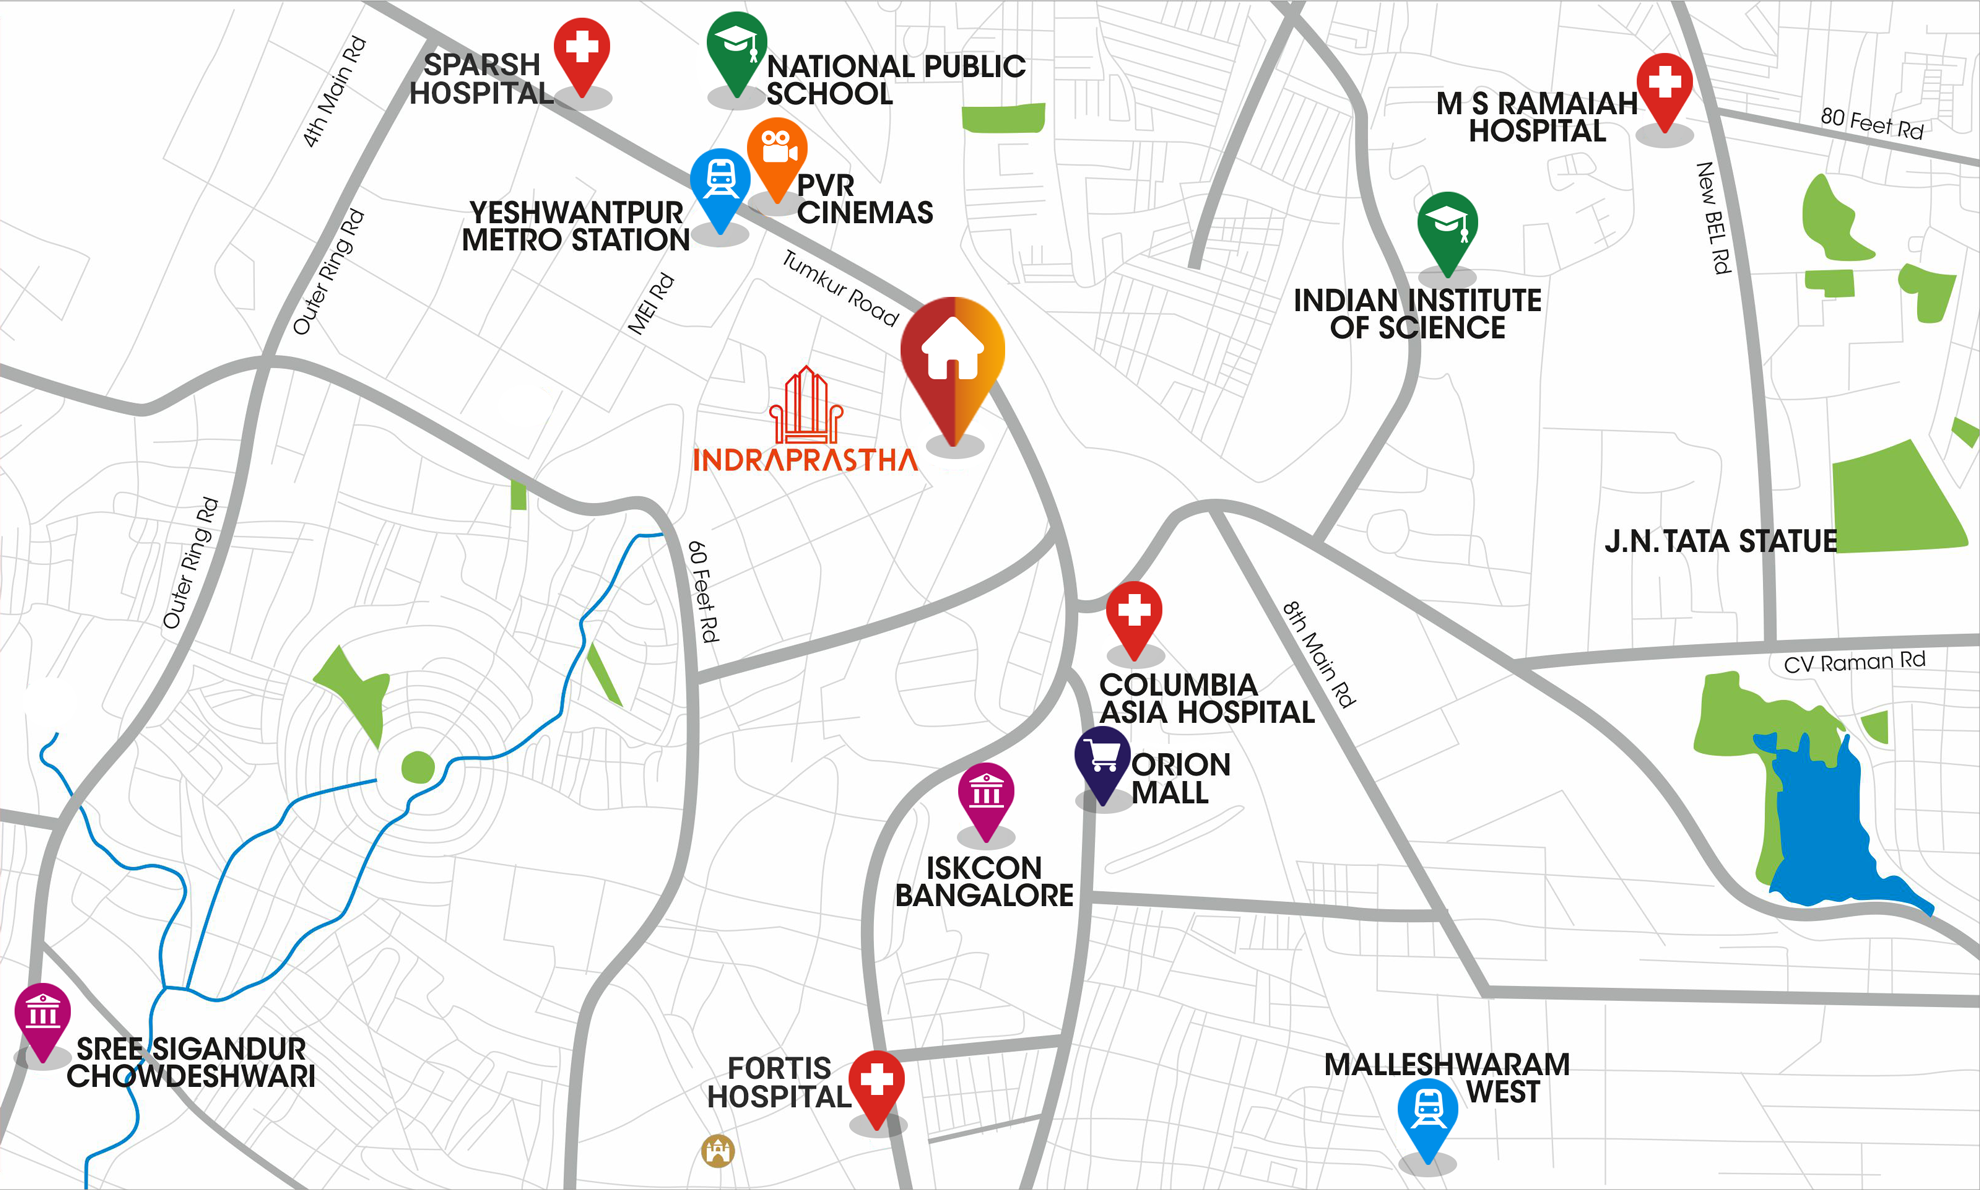 SPARSH
HOSPITAL
NATIONAL PUBLIC
SCHOOL
4th Main Rd
M S RAMAIAH
HOSPITAL
80 Feet Rd
PVR
CINEMAS
YESHWANTPUR
METRO STATION
New BEL Rd
Outer Ring Rd
MEI Rd
Tumkur Road
INDIAN INSTITUTE
OF SCIENCE
INDRAPRASTHA
Outer Ring Rd
60 Feet Rd
J.N.TATA STATUE
8th Main Rd
CV Raman Rd
COLUMBIA
ASIA HOSPITAL
ORION
MALL
ISKCON
BANGALORE
SREE SIGANDUR
CHOWDESHWARI
FORTIS
HOSPITAL
MALLESHWARAM
WEST